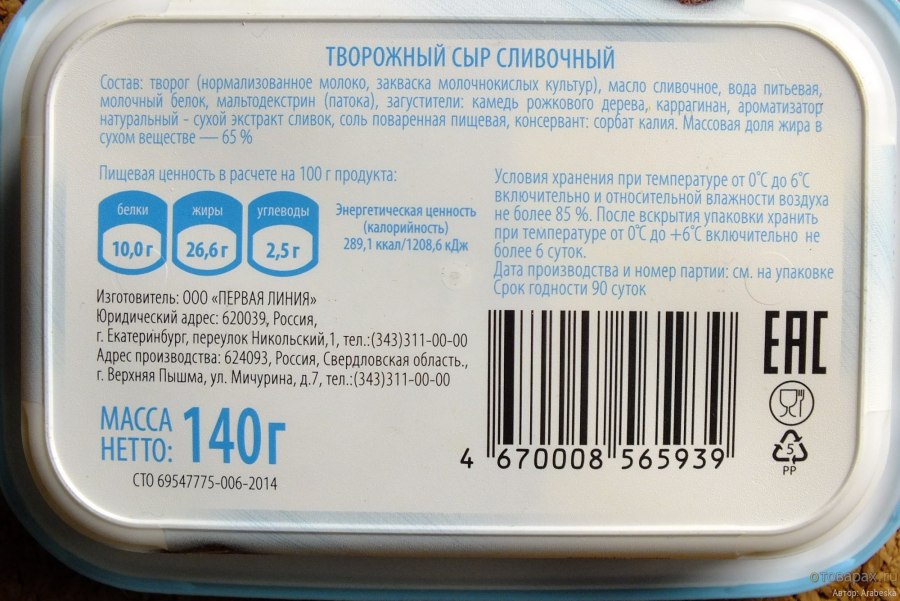 ТВОРОЖНЫЙ СЫР СЛИВОЧНЫЙ
Состав: творог (нормализованное молоко, закваска молочнокислых культур), масло сливочное, вода питьевая,
молочный белок, мальтодекстрин (патока), загустители: камедь рожкового дерева, каррагинан, ароматизатор
натуральный - сухой экстракт сливок, соль поваренная пищевая, консервант: сорбат калия. Массовая доля жира в
сухом веществе — 65 %
Пищевая ценность в расчете на 100 г продукта:
белки жиры углеводы
10,0 г 26,6 г 2,5 г
Энергетическая ценность
(калорийность)
289,1 ккал/1208,6 кДж
Условия хранения при температуре от 0˚С до 6˚С
включительно и относительной влажности воздуха
не более 85 %. После вскрытия упаковки хранить
при температуре от 0˚С до +6˚С включительно не
более 6 суток.
Дата производства и номер партии: см. на упаковке
Срок годности 90 суток
Изготовитель: ООО «ПЕРВАЯ ЛИНИЯ»
Юридический адрес: 620039, Россия,
г. Екатеринбург, переулок Никольский,1, тел.:(343)311-00-00
Адрес производства: 624093, Россия, Свердловская область.,
г. Верхняя Пышма, ул. Мичурина, д.7, тел.:(343)311-00-00
МАССА
НЕТТО: 140г
СТО 69547775-006-2014
4 670008 565939
EAC
5
PP
отоварах.ru
Автор: Arabeska